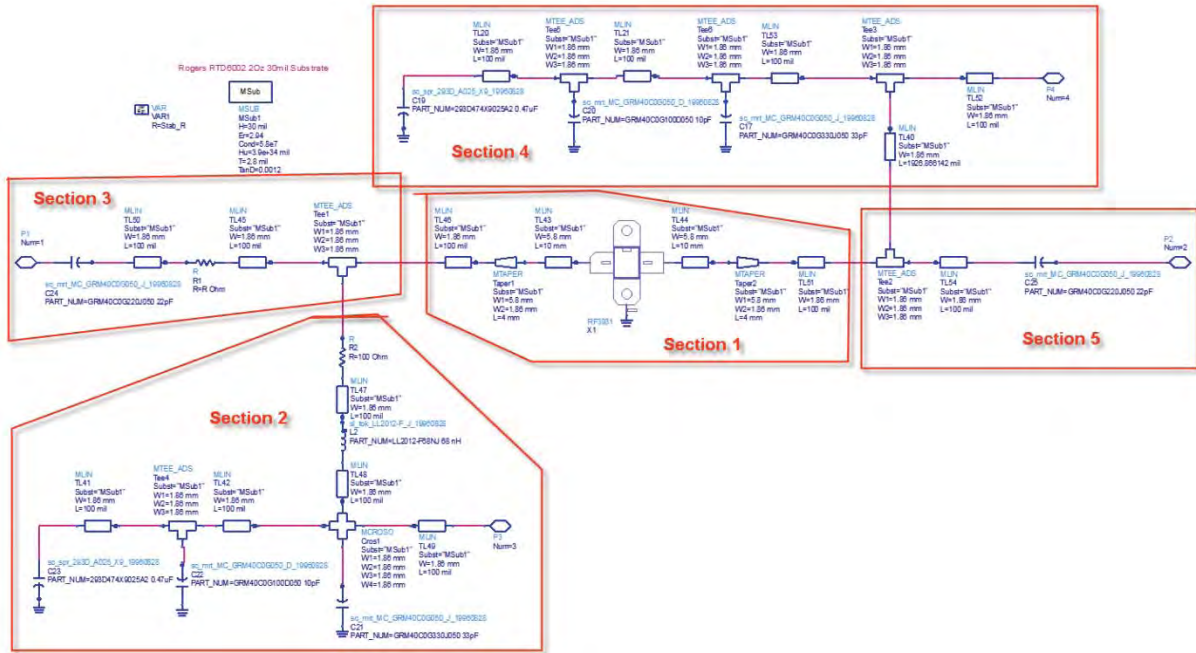 MLIN
TL20
Subst="MSub1"
W=1.86 mm
L=100 mil
MTEE_ADS
Tee5
Subst="MSub1"
W1=1.86 mm
W2=1.86 mm
W3=1.86 mm
MLIN
TL21
Subst="MSub1"
W=1.86 mm
L=100 mil
MTEE_ADS
Tee6
Subst="MSub1"
W1=1.86 mm
W2=1.86 mm
W3=1.86 mm
MLIN
TL53
Subst="MSub1"
W=1.86 mm
L=100 mil
MTEE_ADS
Tee3
Subst="MSub1"
W1=1.86 mm
W2=1.86 mm
W3=1.86 mm
sc_spr_293D_A025_X9_19960828
C19
PART_NUM=293D474X9025A2 0.47uF
sc_mrt_MC_GRM40C0G050_D_19960828
C20
PART_NUM=GRM40C0G100D050 10pF
sc_mrt_MC_GRM40C0G050_J_19960828
C17
PART_NUM=GRM40C0G330J050 33pF
MLIN
TL52
Subst="MSub1"
W=1.86 mm
L=100 mil
P4
Num=4
MLIN
TL40
Subst="MSub1"
W=1.86 mm
L=1926.866142 mil
Section 4
Rogers RTD6002 2Oz 30mil Substrate
VAR
VAR1
R=Stab_R
MSub
MSUB
MSub1
H=30 mil
Er=2.94
Cond=5.8e7
Hu=3.9e+34 mil
T=2.8 mil
TanD=0.0012
Section 3
P1
Num=1
MLIN
TL50
Subst="MSub1"
W=1.86 mm
L=100 mil
MLIN
TL45
Subst="MSub1"
W=1.86 mm
L=100 mil
MTEE_ADS
Tee1
Subst="MSub1"
W1=1.86 mm
W2=1.86 mm
W3=1.86 mm
sc_mrt_MC_GRM40C0G050_J_19960828
C24
PART_NUM=GRM40C0G220J050 22pF
R
R1
R=R Ohm
MLIN
TL46
Subst="MSub1"
W=1.86 mm
L=100 mil
MLIN
TL43
Subst="MSub1"
W=5.8 mm
L=10 mm
MLIN
TL44
Subst="MSub1"
W=5.8 mm
L=10 mm
MTAPER
Taper1
Subst="MSub1"
W1=5.8 mm
W2=1.86 mm
L=4 mm
RF3931
X1
MTAPER
Taper2
Subst="MSub1"
W1=5.8 mm
W2=1.86 mm
L=4 mm
MLIN
TL51
Subst="MSub1"
W=1.86 mm
L=100 mil
Section 1
MTEE_ADS
Tee2
Subst="MSub1"
W1=1.86 mm
W2=1.86 mm
W3=1.86 mm
MLIN
TL54
Subst="MSub1"
W=1.86 mm
L=100 mil
sc_mrt_MC_GRM40C0G050_J_19960828
C25
PART_NUM=GRM40C0G220J050 22pF
P2
Num=2
Section 5
R
R2
R=100 Ohm
MLIN
TL47
Subst="MSub1"
W=1.86 mm
L=100 mil
sl_tok_LL2012-F_J_19960828
L2
PART_NUM=LL2012-F68NJ 68 nH
MLIN
TL48
Subst="MSub1"
W=1.86 mm
L=100 mil
Section 2
MLIN
TL41
Subst="MSub1"
W=1.86 mm
L=100 mil
MTEE_ADS
Tee4
Subst="MSub1"
W1=1.86 mm
W2=1.86 mm
W3=1.86 mm
MLIN
TL42
Subst="MSub1"
W=1.86 mm
L=100 mil
MCROSO
Cros1
Subst="MSub1"
W1=1.86 mm
W2=1.86 mm
W3=1.86 mm
W4=1.86 mm
MLIN
TL49
Subst="MSub1"
W=1.86 mm
L=100 mil
P3
Num=3
sc_spr_293D_A025_X9_19960828
C23
PART_NUM=293D474X9025A2 0.47uF
sc_mrt_MC_GRM40C0G050_D_19960828
C22
PART_NUM=GRM40C0G100D050 10pF
sc_mrt_MC_GRM40C0G050_J_19960828
C21
PART_NUM=GRM40C0G330J050 33pF